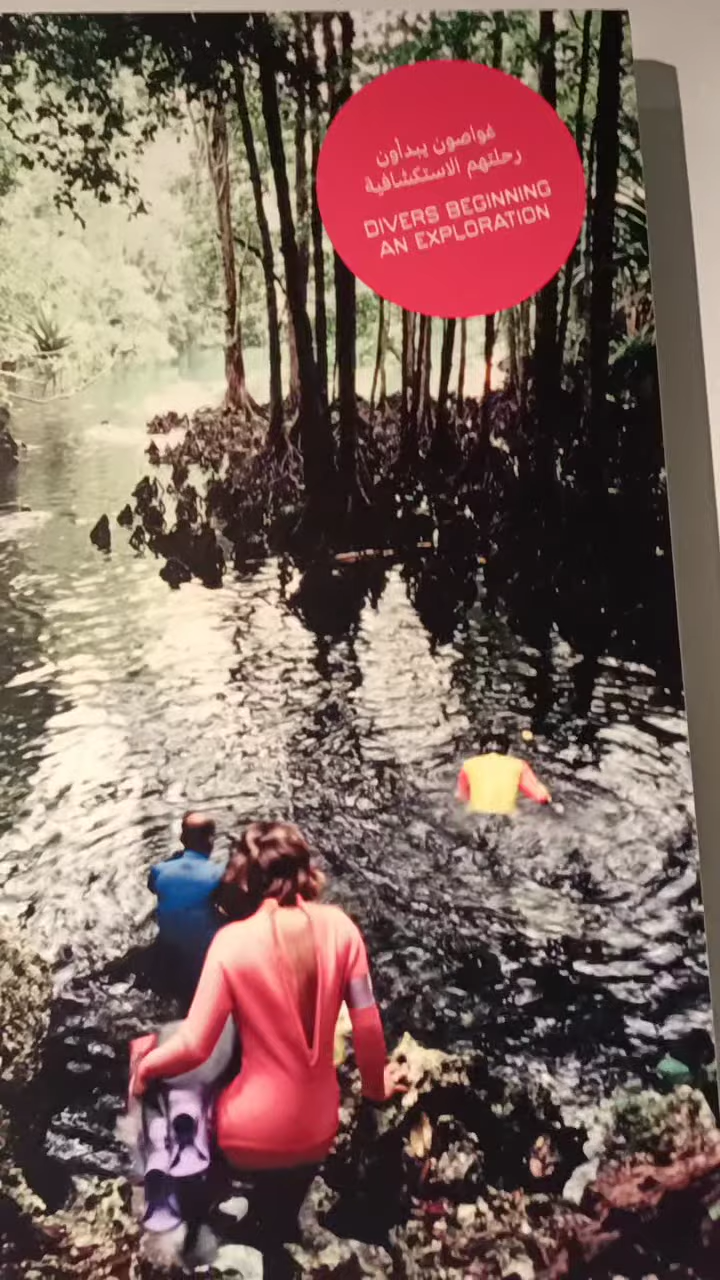 غواصون يبدأون
رحلتهم الاستكشافية
DIVERS BEGINNING
AN EXPLORATION